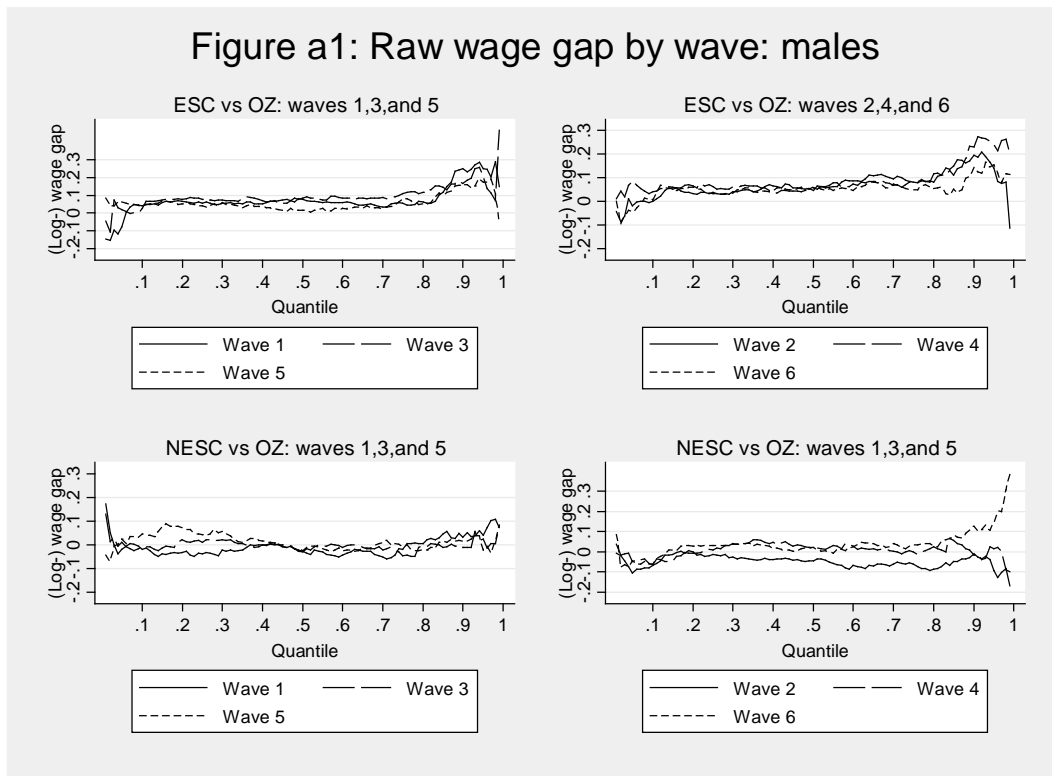 Figure a1: Raw wage gap by wave: males
ESC vs OZ: waves 1,3,and 5
(Log-) wage gap
-.2 -.1 0 .1 .2 .3
.1 .2 .3 .4 .5 .6 .7 .8 .9 1
Quantile
Wave 1 Wave 3
Wave 5
ESC vs OZ: waves 2,4,and 6
(Log-) wage gap
-.2 -.1 0 .1 .2 .3
.1 .2 .3 .4 .5 .6 .7 .8 .9 1
Quantile
Wave 2 Wave 4
Wave 6
NESC vs OZ: waves 1,3,and 5
(Log-) wage gap
-.2 -.1 0 .1 .2 .3
.1 .2 .3 .4 .5 .6 .7 .8 .9 1
Quantile
Wave 1 Wave 3
Wave 5
NESC vs OZ: waves 1,3,and 5
(Log-) wage gap
-.2 -.1 0 .1 .2 .3
.1 .2 .3 .4 .5 .6 .7 .8 .9 1
Quantile
Wave 2 Wave 4
Wave 6